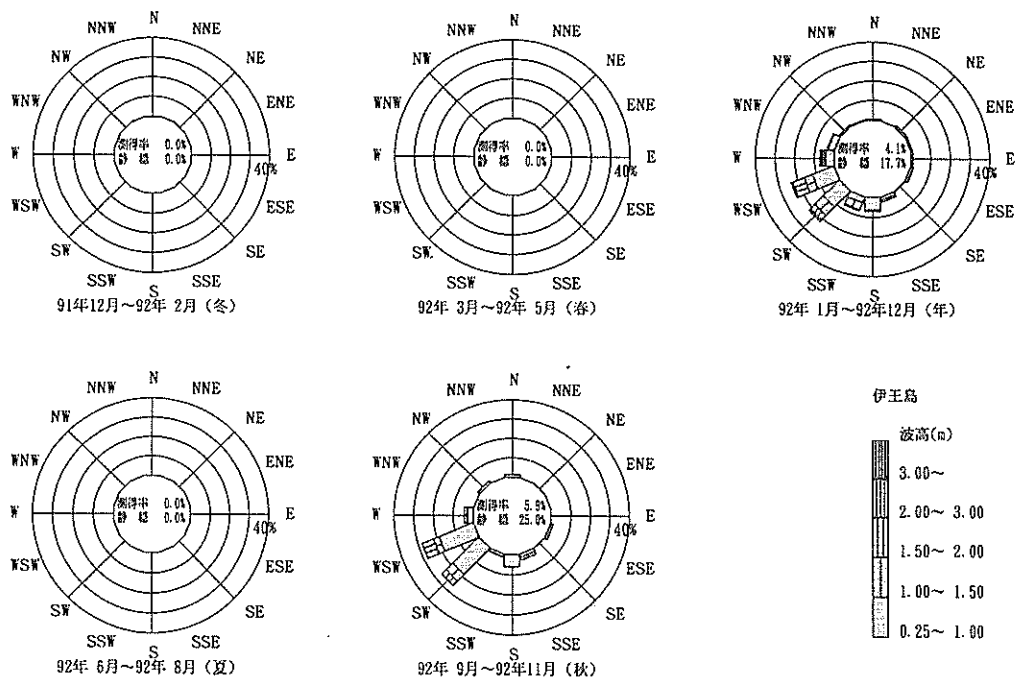 N
NNW NNE
NW NE
WNW ENE
測得率 0.0%
静 穏 0.0%
W E
40%
WSW ESE
SW SE
SSW SSE
S
91年12月～92年 2月 (冬)
N
NNW NNE
NW NE
WNW ENE
測得率 0.0%
静 穏 0.0%
W E
40%
WSW ESE
SW SE
SSW SSE
S
92年 3月～92年 5月 (春)
N
NNW NNE
NW NE
WNW ENE
測得率 4.1%
静 穏 17.7%
W E
40%
WSW ESE
SW SE
SSW SSE
S
92年 1月～92年12月 (年)
N
NNW NNE
NW NE
WNW ENE
測得率 0.0%
静 穏 0.0%
W E
40%
WSW ESE
SW SE
SSW SSE
S
92年 6月～92年 8月 (夏)
N
NNW NNE
NW NE
WNW ENE
測得率 5.9%
静 穏 25.0%
W E
40%
WSW ESE
SW SE
SSW SSE
S
92年 9月～92年11月 (秋)
伊王島
波高(m)
3.00～
2.00～ 3.00
1.50～ 2.00
1.00～ 1.50
0.25～ 1.00